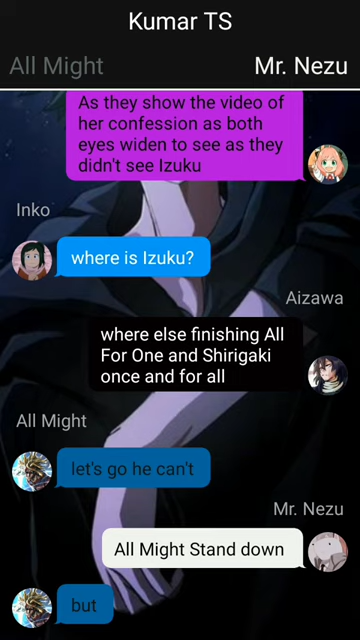 Kumar TS
All Might
Mr. Nezu
As they show the video of
her confession as both
eyes widen to see as they
didn't see Izuku
Inko
where is Izuku?
Aizawa
where else finishing All
For One and Shirigaki
once and for all
All Might
let's go he can't
Mr. Nezu
All Might Stand down
but